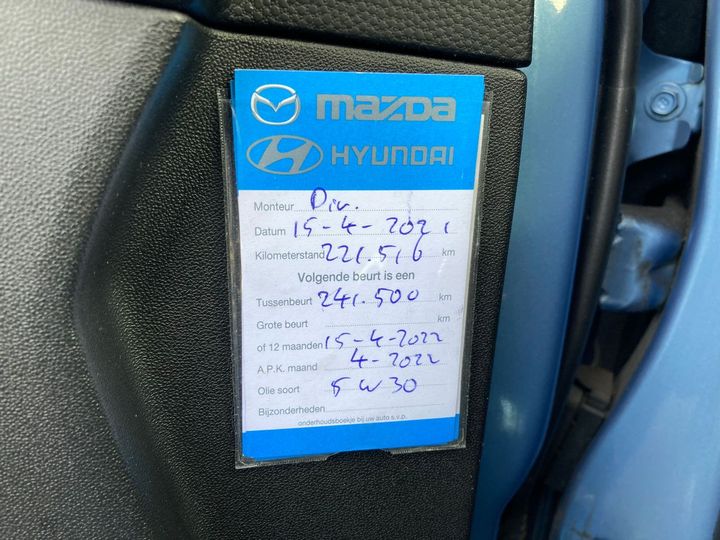 mazda
HYUNDAI
Monteur Div.
Datum 15-4-2021
Kilometerstand 221.516 km
Volgende beurt is een
Tussenbeurt 241.500 km
Grote beurt km
of 12 maanden 15-4-2022
A.P.K. maand 4-2022
Olie soort 5W30
Bijzonderheden
onderhoudsboekje bij uw auto s.v.p.